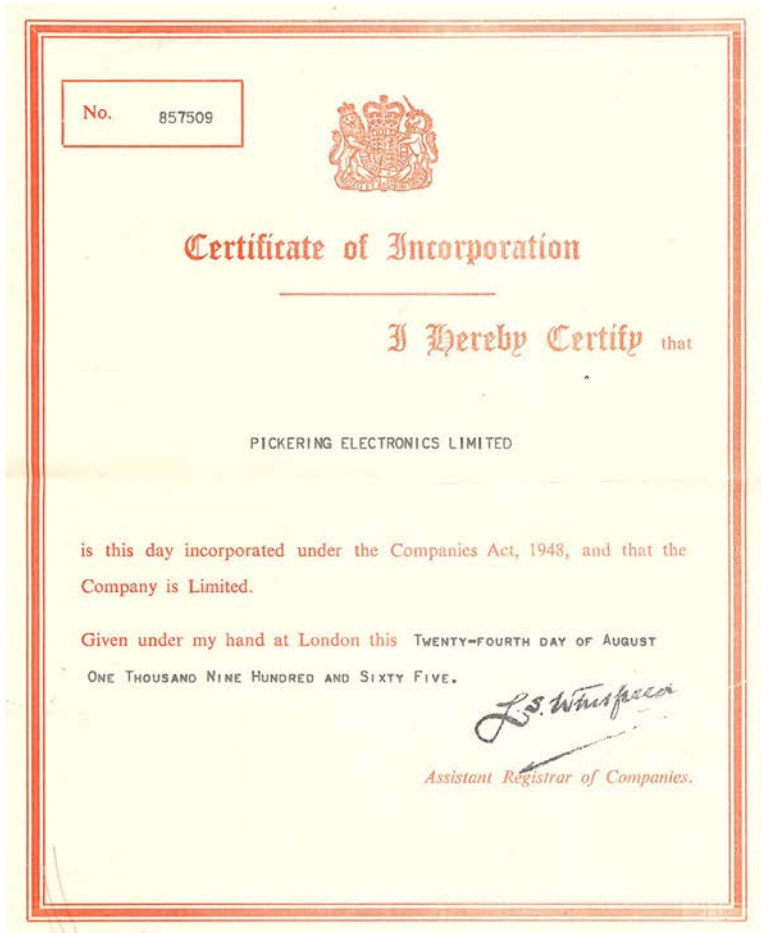 No. 857509
Certificate of Incorporation
I Hereby Certify that
PICKERING ELECTRONICS LIMITED
is this day incorporated under the Companies Act, 1948, and that the
Company is Limited.
Given under my hand at London this TWENTY-FOURTH DAY OF AUGUST
ONE THOUSAND NINE HUNDRED AND SIXTY FIVE.
L.S.
Assistant Registrar of Companies.